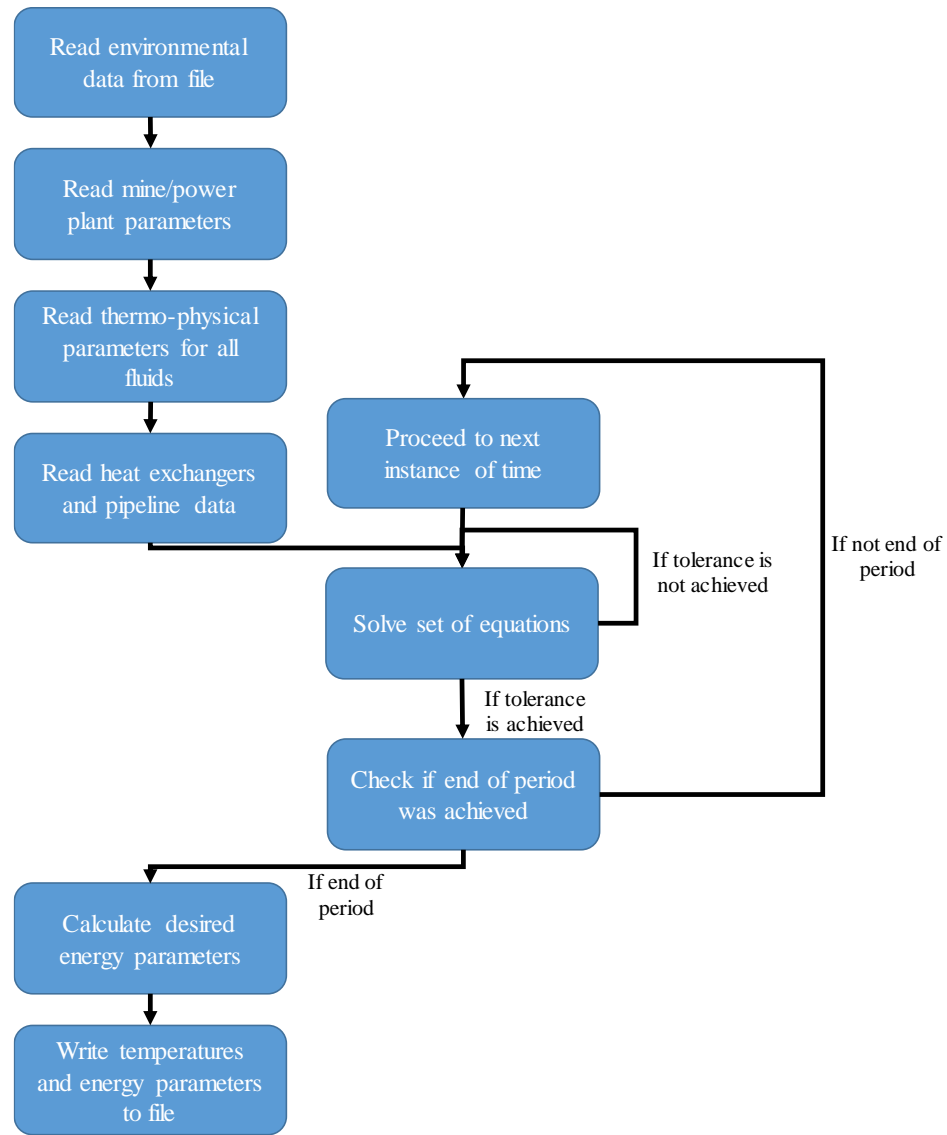 Read environmental
data from file
Read mine/power
plant parameters
Read thermo-physical
parameters for all
fluids
Read heat exchangers
and pipeline data
Proceed to next
instance of time
If not end of
period
If tolerance is
not achieved
Solve set of equations
If tolerance
is achieved
Check if end of period
was achieved
If end of
period
Calculate desired
energy parameters
Write temperatures
and energy parameters
to file